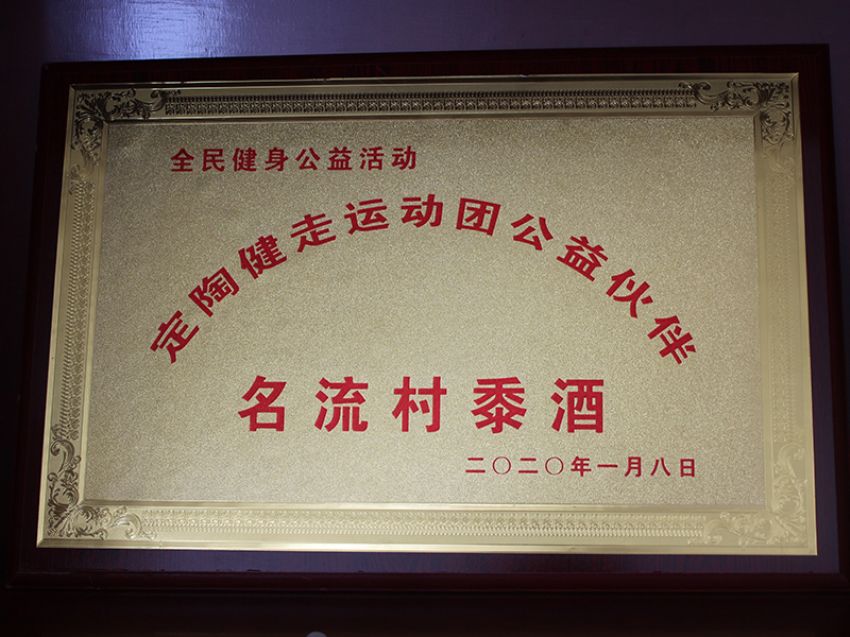 全民健身公益活动
定陶健走运动团公益伙伴
名流村黍酒
二〇二〇年一月八日